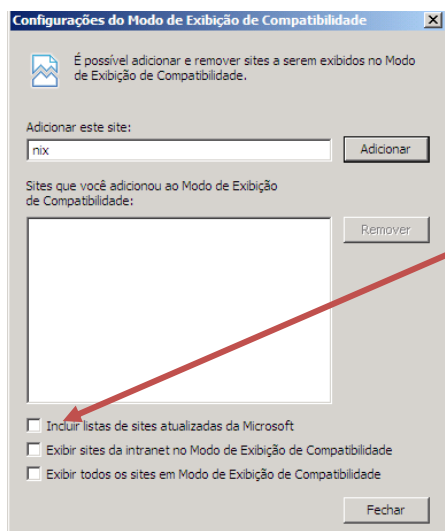 Configurações do Modo de Exibição de Compatibilidade
É possível adicionar e remover sites a serem exibidos no Modo
de Exibição de Compatibilidade.
Adicionar este site:
nix
Adicionar
Sites que você adicionou ao Modo de Exibição
de Compatibilidade:
Remover
Incluir listas de sites atualizadas da Microsoft
Exibir sites da intranet no Modo de Exibição de Compatibilidade
Exibir todos os sites em Modo de Exibição de Compatibilidade
Fechar